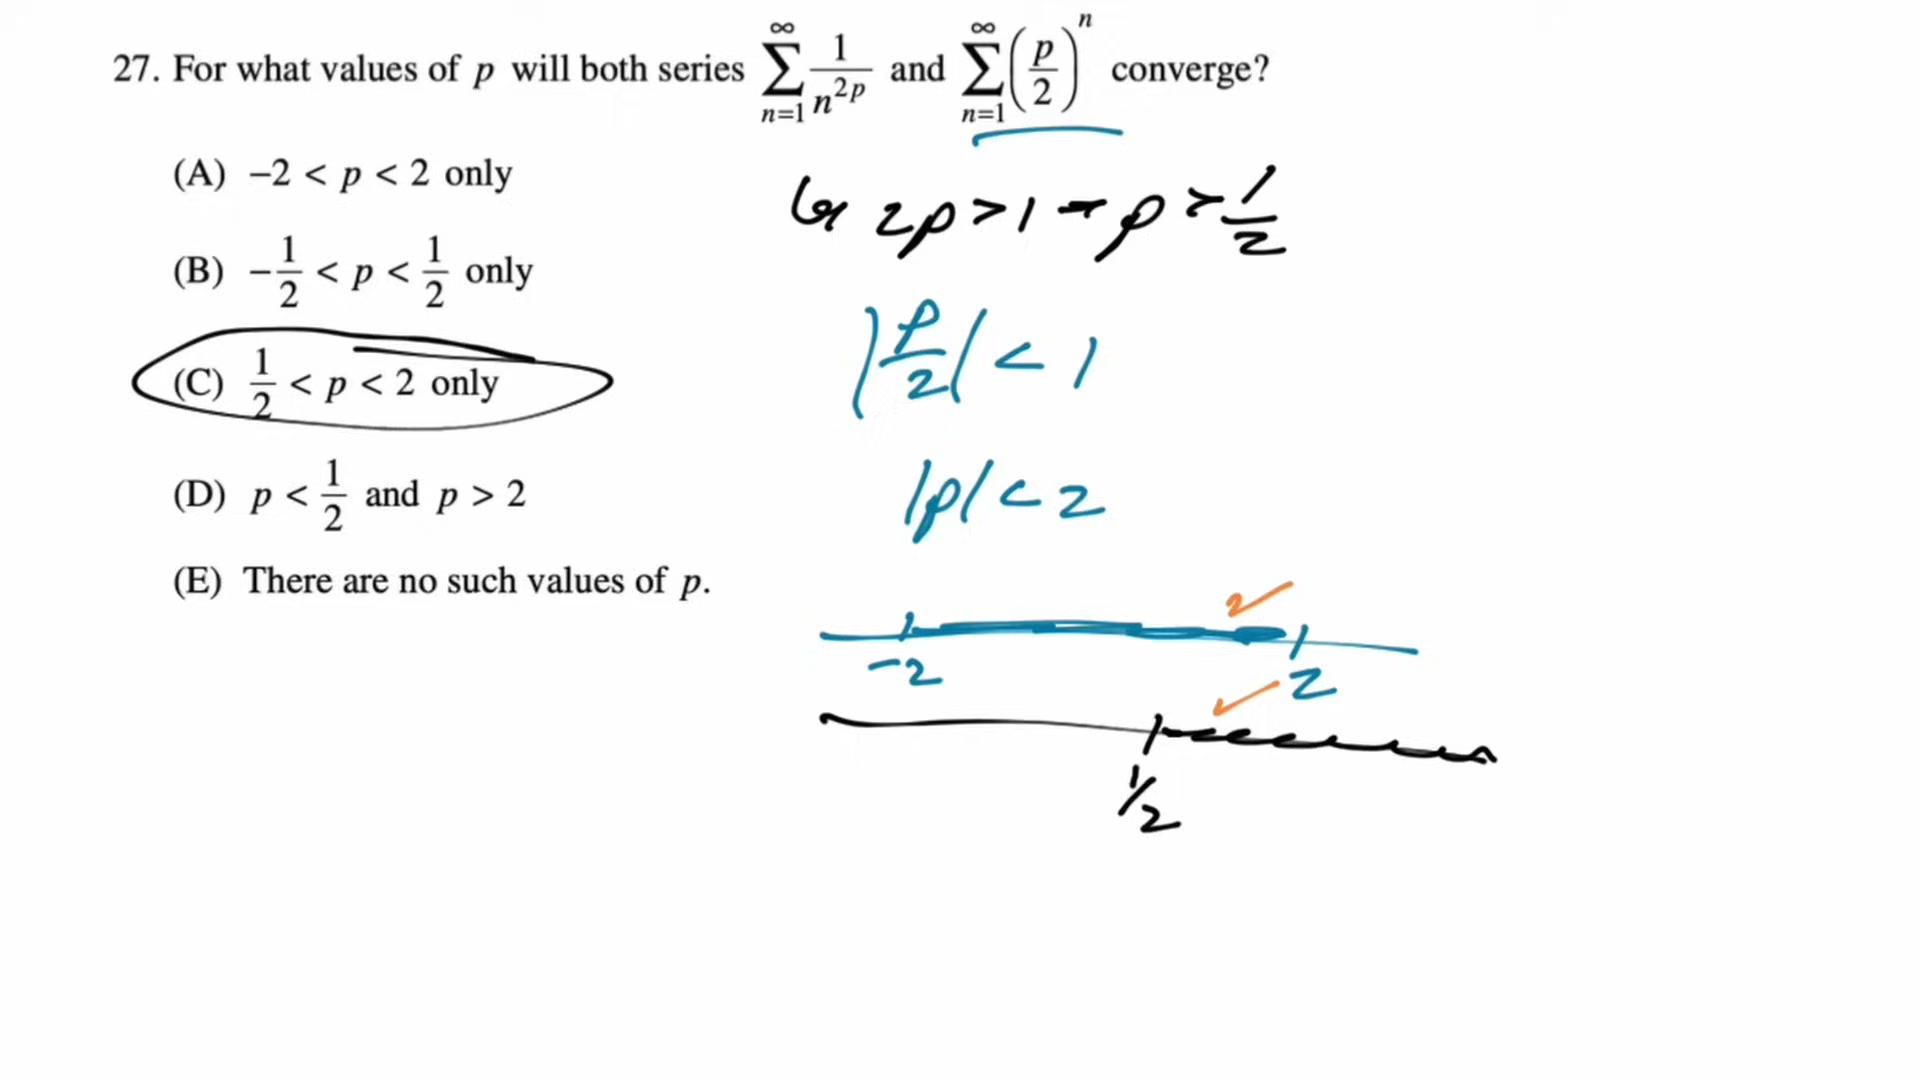 27. For what values of p will both series ∑_{n=1}^{∞} 1/n^{2p} and ∑_{n=1}^{∞} (p/2)^n converge?
(A) −2 < p < 2 only
2p > 1 → p > 1/2
(B) −1/2 < p < 1/2 only
|p/2| < 1
(C) 1/2 < p < 2 only
(D) p < 1/2 and p > 2
|p| < 2
(E) There are no such values of p.
−2 2
1/2